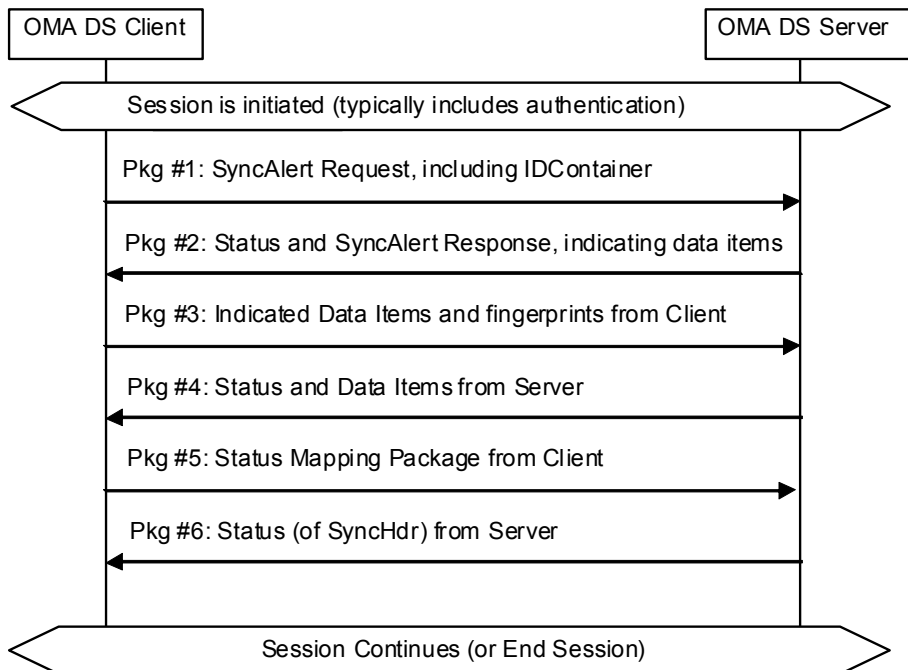 OMA DS Client
OMA DS Server
Session is initiated (typically includes authentication)
Pkg #1: SyncAlert Request, including IDContainer
Pkg #2: Status and SyncAlert Response, indicating data items
Pkg #3: Indicated Data Items and fingerprints from Client
Pkg #4: Status and Data Items from Server
Pkg #5: Status Mapping Package from Client
Pkg #6: Status (of SyncHdr) from Server
Session Continues (or End Session)